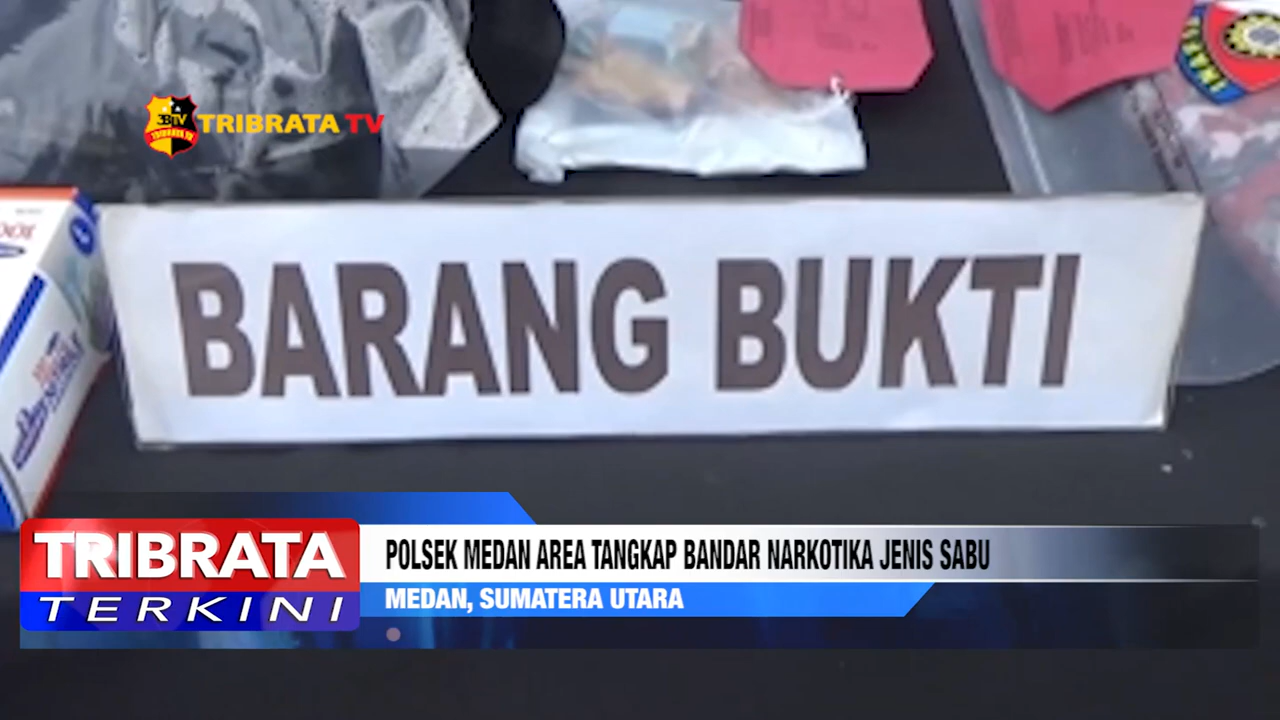 TRIBRATA TV
BARANG BUKTI
TRIBRATA
TERKINI
POLSEK MEDAN AREA TANGKAP BANDAR NARKOTIKA JENIS SABU
MEDAN, SUMATERA UTARA